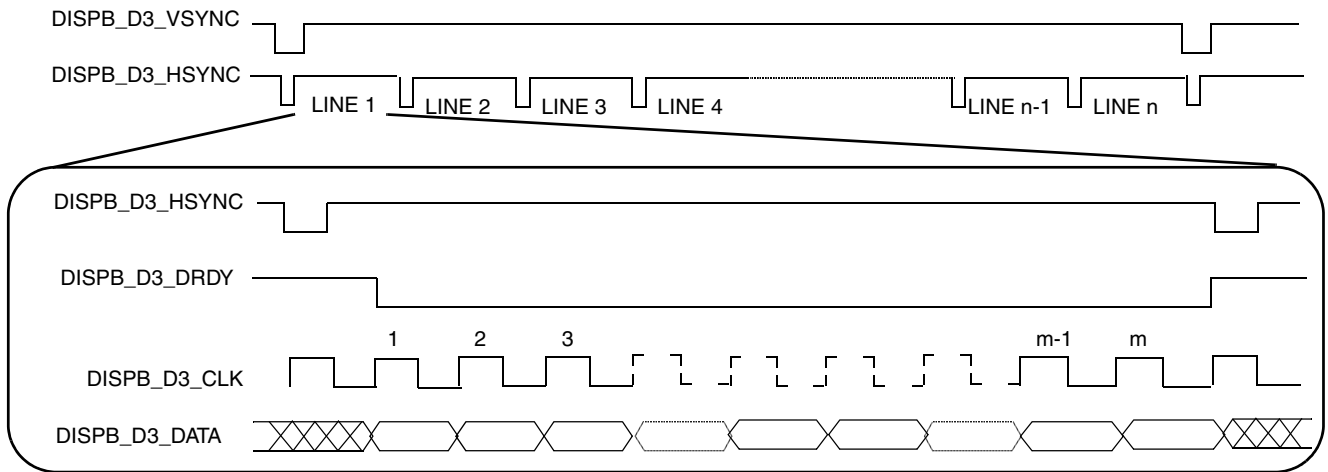 DISPB_D3_VSYNC
DISPB_D3_HSYNC
LINE 1 LINE 2 LINE 3 LINE 4 LINE n-1 LINE n
DISPB_D3_HSYNC
DISPB_D3_DRDY
1 2 3 m-1 m
DISPB_D3_CLK
DISPB_D3_DATA